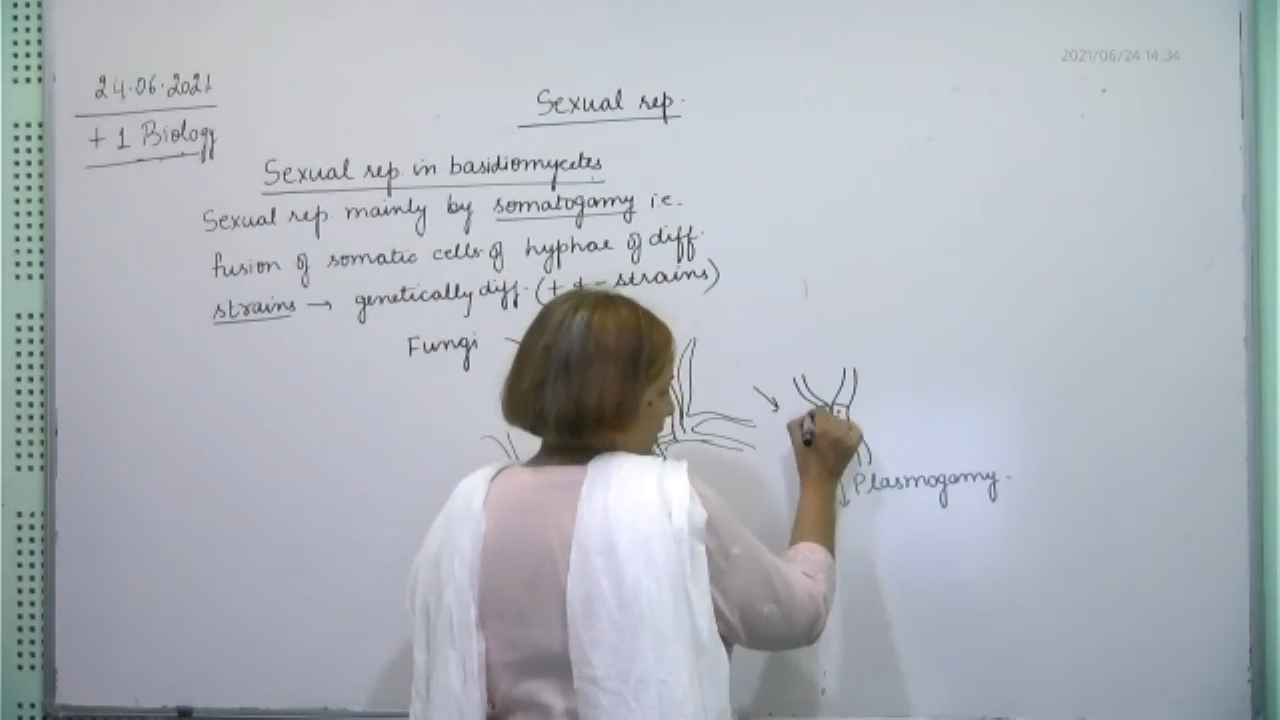 2021/06/24 14:34
24.06.2021
+ 1 Biology
Sexual rep.
Sexual rep. in basidiomycetes
Sexual rep mainly by somatogamy i.e.
fusion of somatic cells of hyphae of diff.
strains → genetically diff. (+ & - strains)
Fungi
Plasmogamy.